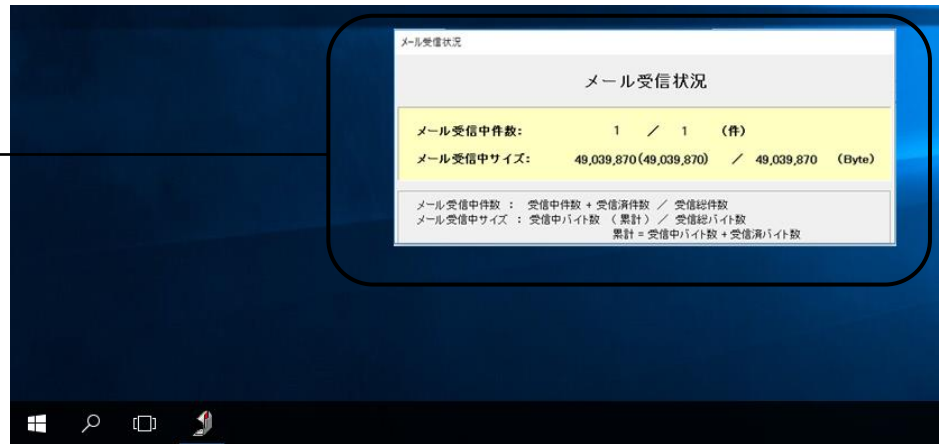 メール受信状況
メール受信状況
メール受信中件数: 1 / 1 (件)
メール受信中サイズ: 49,039,870(49,039,870) / 49,039,870 (Byte)
メール受信中件数 : 受信中件数 + 受信済件数 / 受信総件数
メール受信中サイズ : 受信中バイト数 (累計) / 受信総バイト数
累計 = 受信中バイト数 + 受信済バイト数